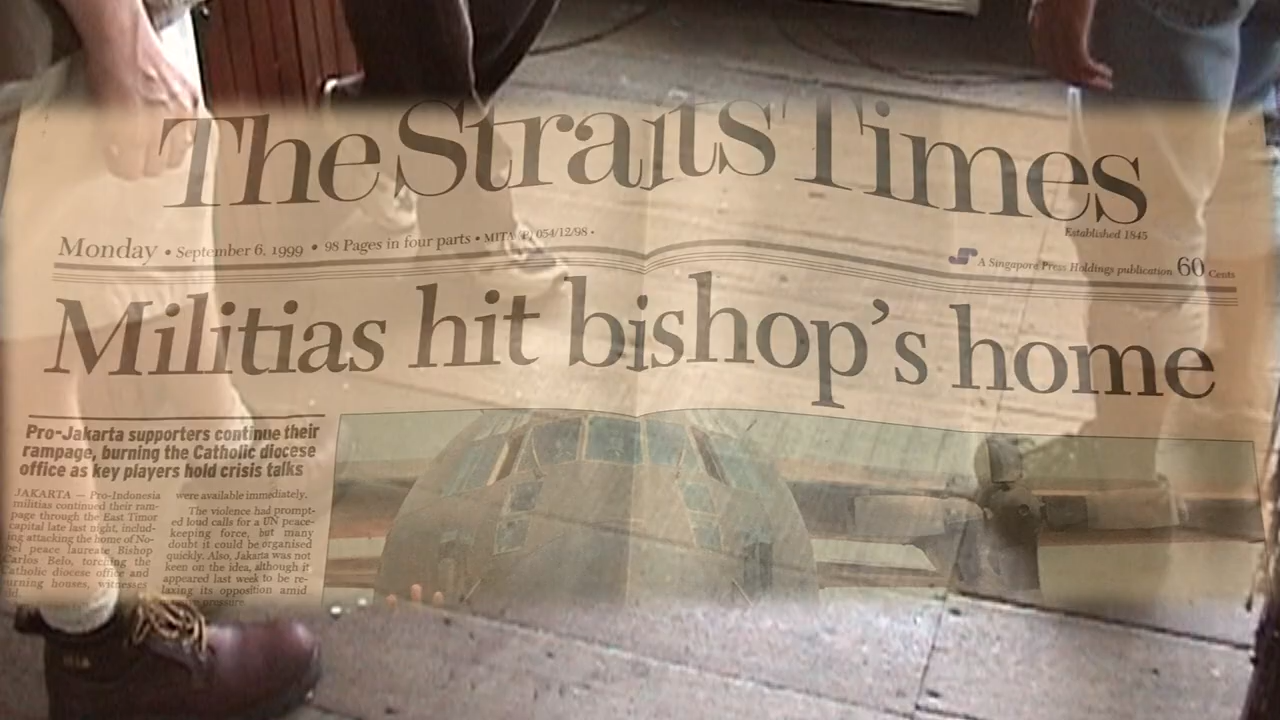 The Straits Times
Established 1845
Monday • September 6, 1999 • 98 Pages in four parts • MITA (P) 054/12/98 •
A Singapore Press Holdings publication 60 Cents
Militias hit bishop's home
Pro-Jakarta supporters continue their
rampage, burning the Catholic diocese
office as key players hold crisis talks
JAKARTA — Pro-Indonesia
militias continued their ram-
page through the East Timor
capital late last night, includ-
ing attacking the home of No-
bel peace laureate Bishop
Carlos Belo, torching the
Catholic diocese office and
burning houses, witnesses
were available immediately.
The violence had prompt-
ed loud calls for a UN peace-
keeping force, but many
doubt it could be organised
quickly. Also, Jakarta was not
keen on the idea, although it
appeared last week to be re-
laxing its opposition amid
pressure